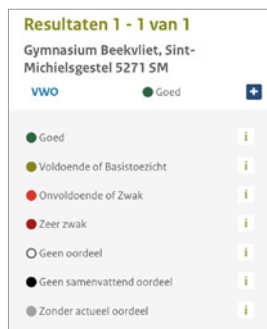 Resultaten 1 - 1 van 1
Gymnasium Beekvliet, Sint-
Michielsgestel 5271 SM
VWO Goed +
Goed i
Voldoende of Basistoezicht i
Onvoldoende of Zwak i
Zeer zwak i
Geen oordeel i
Geen samenvattend oordeel i
Zonder actueel oordeel i